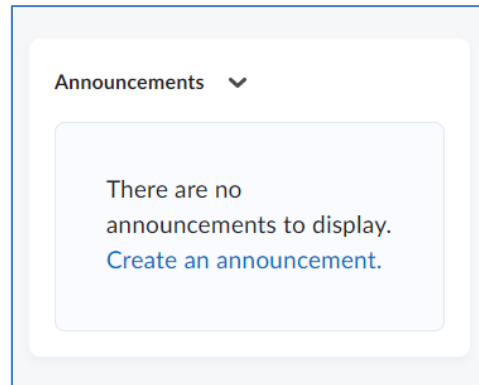 Announcements
There are no
announcements to display.
Create an announcement.